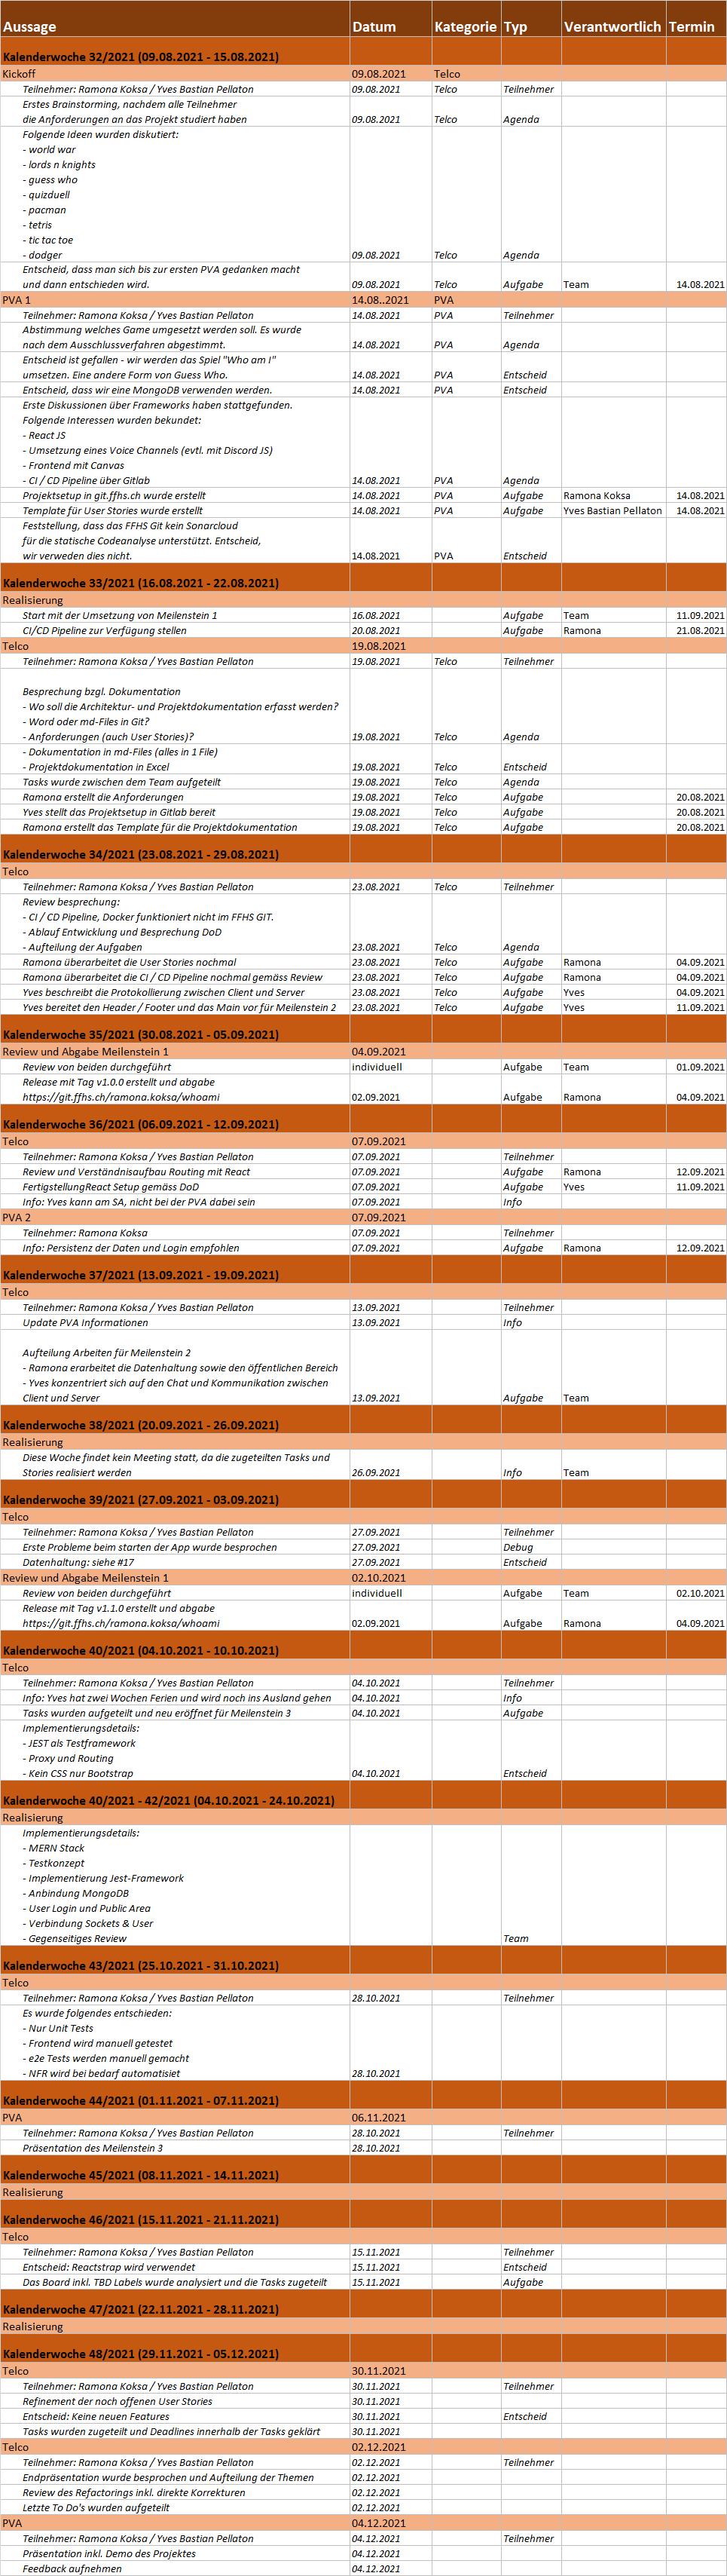 Aussage Datum Kategorie Typ Verantwortlich Termin
Kalenderwoche 32/2021 (09.08.2021 - 15.08.2021)
Kickoff 09.08.2021 Telco
Teilnehmer: Ramona Koksa / Yves Bastian Pellaton 09.08.2021 Telco Teilnehmer
Erstes Brainstorming, nachdem alle Teilnehmer
die Anforderungen an das Projekt studiert haben 09.08.2021 Telco Agenda
Folgende Ideen wurden diskutiert:
- world war
- lords n knights
- guess who
- quizduell
- pacman
- tetris
- tic tac toe
- dodger 09.08.2021 Telco Agenda
Entscheid, dass man sich bis zur ersten PVA gedanken macht
und dann entschieden wird. 09.08.2021 Telco Aufgabe Team 14.08.2021
PVA 1 14.08..2021 PVA
Teilnehmer: Ramona Koksa / Yves Bastian Pellaton 14.08.2021 PVA Teilnehmer
Abstimmung welches Game umgesetzt werden soll. Es wurde
nach dem Ausschlussverfahren abgestimmt. 14.08.2021 PVA Agenda
Entscheid ist gefallen - wir werden das Spiel "Who am I"
umsetzen. Eine andere Form von Guess Who. 14.08.2021 PVA Entscheid
Entscheid, dass wir eine MongoDB verwenden werden. 14.08.2021 PVA Entscheid
Erste Diskussionen über Frameworks haben stattgefunden.
Folgende Interessen wurden bekundet:
- React JS
- Umsetzung eines Voice Channels (evtl. mit Discord JS)
- Frontend mit Canvas
- CI / CD Pipeline über Gitlab 14.08.2021 PVA Agenda
Projektsetup in git.ffhs.ch wurde erstellt 14.08.2021 PVA Aufgabe Ramona Koksa 14.08.2021
Template für User Stories wurde erstellt 14.08.2021 PVA Aufgabe Yves Bastian Pellaton 14.08.2021
Feststellung, dass das FFHS Git kein Sonarcloud
für die statische Codeanalyse unterstützt. Entscheid,
wir verweden dies nicht. 14.08.2021 PVA Entscheid
Kalenderwoche 33/2021 (16.08.2021 - 22.08.2021)
Realisierung
Start mit der Umsetzung von Meilenstein 1 16.08.2021 Aufgabe Team 11.09.2021
CI/CD Pipeline zur Verfügung stellen 20.08.2021 Aufgabe Ramona 21.08.2021
Telco 19.08.2021
Teilnehmer: Ramona Koksa / Yves Bastian Pellaton 19.08.2021 Telco Teilnehmer
Besprechung bzgl. Dokumentation
- Wo soll die Architektur- und Projektdokumentation erfasst werden?
- Word oder md-Files in Git?
- Anforderungen (auch User Stories)? 19.08.2021 Telco Agenda
- Dokumentation in md-Files (alles in 1 File)
- Projektdokumentation in Excel 19.08.2021 Telco Entscheid
Tasks wurde zwischen dem Team aufgeteilt 19.08.2021 Telco Agenda
Ramona erstellt die Anforderungen 19.08.2021 Telco Aufgabe 20.08.2021
Yves stellt das Projektsetup in Gitlab bereit 19.08.2021 Telco Aufgabe 20.08.2021
Ramona erstellt das Template für die Projektdokumentation 19.08.2021 Telco Aufgabe 20.08.2021
Kalenderwoche 34/2021 (23.08.2021 - 29.08.2021)
Telco
Teilnehmer: Ramona Koksa / Yves Bastian Pellaton 23.08.2021 Telco Teilnehmer
Review besprechung:
- CI / CD Pipeline, Docker funktioniert nicht im FFHS GIT.
- Ablauf Entwicklung und Besprechung DoD
- Aufteilung der Aufgaben 23.08.2021 Telco Agenda
Ramona überarbeitet die User Stories nochmal 23.08.2021 Telco Aufgabe Ramona 04.09.2021
Ramona überarbeitet die CI / CD Pipeline nochmal gemäss Review 23.08.2021 Telco Aufgabe Ramona 04.09.2021
Yves beschreibt die Protokollierung zwischen Client und Server 23.08.2021 Telco Aufgabe Yves 04.09.2021
Yves bereitet den Header / Footer und das Main vor für Meilenstein 2 23.08.2021 Telco Aufgabe Yves 11.09.2021
Kalenderwoche 35/2021 (30.08.2021 - 05.09.2021)
Review und Abgabe Meilenstein 1 04.09.2021
Review von beiden durchgeführt individuell Aufgabe Team 01.09.2021
Release mit Tag v1.0.0 erstellt und abgabe
https://git.ffhs.ch/ramona.koksa/whoami 02.09.2021 Aufgabe Ramona 04.09.2021
Kalenderwoche 36/2021 (06.09.2021 - 12.09.2021)
Telco 07.09.2021
Teilnehmer: Ramona Koksa / Yves Bastian Pellaton 07.09.2021 Teilnehmer
Review und Verständnisaufbau Routing mit React 07.09.2021 Aufgabe Ramona 12.09.2021
FertigstellungReact Setup gemäss DoD 07.09.2021 Aufgabe Yves 11.09.2021
Info: Yves kann am SA, nicht bei der PVA dabei sein 07.09.2021 Info
PVA 2 07.09.2021
Teilnehmer: Ramona Koksa 07.09.2021 Teilnehmer
Info: Persistenz der Daten und Login empfohlen 07.09.2021 Aufgabe Ramona 12.09.2021
Kalenderwoche 37/2021 (13.09.2021 - 19.09.2021)
Telco
Teilnehmer: Ramona Koksa / Yves Bastian Pellaton 13.09.2021 Teilnehmer
Update PVA Informationen 13.09.2021 Info
Aufteilung Arbeiten für Meilenstein 2
- Ramona erarbeitet die Datenhaltung sowie den öffentlichen Bereich
- Yves konzentriert sich auf den Chat und Kommunikation zwischen
Client und Server 13.09.2021 Aufgabe Team
Kalenderwoche 38/2021 (20.09.2021 - 26.09.2021)
Realisierung
Diese Woche findet kein Meeting statt, da die zugeteilten Tasks und
Stories realisiert werden 26.09.2021 Info Team
Kalenderwoche 39/2021 (27.09.2021 - 03.09.2021)
Telco
Teilnehmer: Ramona Koksa / Yves Bastian Pellaton 27.09.2021 Teilnehmer
Erste Probleme beim starten der App wurde besprochen 27.09.2021 Debug
Datenhaltung: siehe #17 27.09.2021 Entscheid
Review und Abgabe Meilenstein 1 02.10.2021
Review von beiden durchgeführt individuell Aufgabe Team 02.10.2021
Release mit Tag v1.1.0 erstellt und abgabe
https://git.ffhs.ch/ramona.koksa/whoami 02.09.2021 Aufgabe Ramona 04.09.2021
Kalenderwoche 40/2021 (04.10.2021 - 10.10.2021)
Telco
Teilnehmer: Ramona Koksa / Yves Bastian Pellaton 04.10.2021 Teilnehmer
Info: Yves hat zwei Wochen Ferien und wird noch ins Ausland gehen 04.10.2021 Info
Tasks wurden aufgeteilt und neu eröffnet für Meilenstein 3 04.10.2021 Aufgabe
Implementierungsdetails:
- JEST als Testframework
- Proxy und Routing
- Kein CSS nur Bootstrap 04.10.2021 Entscheid
Kalenderwoche 40/2021 - 42/2021 (04.10.2021 - 24.10.2021)
Realisierung
Implementierungsdetails:
- MERN Stack
- Testkonzept
- Implementierung Jest-Framework
- Anbindung MongoDB
- User Login und Public Area
- Verbindung Sockets & User
- Gegenseitiges Review Team
Kalenderwoche 43/2021 (25.10.2021 - 31.10.2021)
Telco
Teilnehmer: Ramona Koksa / Yves Bastian Pellaton 28.10.2021 Teilnehmer
Es wurde folgendes entschieden:
- Nur Unit Tests
- Frontend wird manuell getestet
- e2e Tests werden manuell gemacht
- NFR wird bei bedarf automatisiet 28.10.2021
Kalenderwoche 44/2021 (01.11.2021 - 07.11.2021)
PVA 06.11.2021
Teilnehmer: Ramona Koksa / Yves Bastian Pellaton 28.10.2021 Teilnehmer
Präsentation des Meilenstein 3 28.10.2021
Kalenderwoche 45/2021 (08.11.2021 - 14.11.2021)
Realisierung
Kalenderwoche 46/2021 (15.11.2021 - 21.11.2021)
Telco
Teilnehmer: Ramona Koksa / Yves Bastian Pellaton 15.11.2021 Teilnehmer
Entscheid: Reactstrap wird verwendet 15.11.2021 Entscheid
Das Board inkl. TBD Labels wurde analysiert und die Tasks zugeteilt 15.11.2021 Aufgabe
Kalenderwoche 47/2021 (22.11.2021 - 28.11.2021)
Realisierung
Kalenderwoche 48/2021 (29.11.2021 - 05.12.2021)
Telco 30.11.2021
Teilnehmer: Ramona Koksa / Yves Bastian Pellaton 30.11.2021 Teilnehmer
Refinement der noch offenen User Stories 30.11.2021
Entscheid: Keine neuen Features 30.11.2021 Entscheid
Tasks wurden zugeteilt und Deadlines innerhalb der Tasks geklärt 30.11.2021
Telco 02.12.2021
Teilnehmer: Ramona Koksa / Yves Bastian Pellaton 02.12.2021 Teilnehmer
Endpräsentation wurde besprochen und Aufteilung der Themen 02.12.2021
Review des Refactorings inkl. direkte Korrekturen 02.12.2021
Letzte To Do's wurden aufgeteilt 02.12.2021
PVA 04.12.2021
Teilnehmer: Ramona Koksa / Yves Bastian Pellaton 04.12.2021 Teilnehmer
Präsentation inkl. Demo des Projektes 04.12.2021
Feedback aufnehmen 04.12.2021